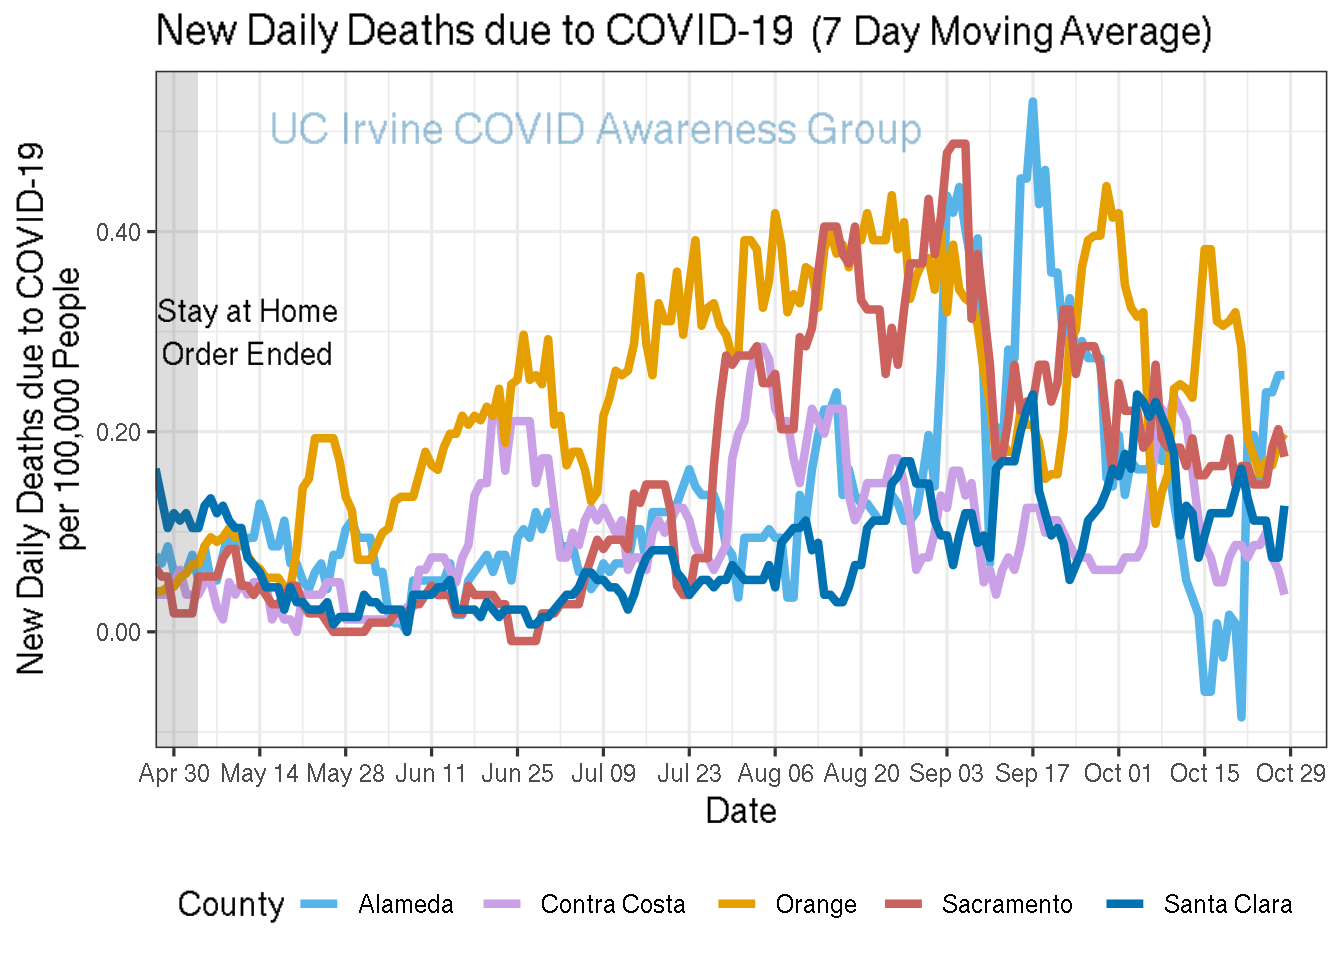 New Daily Deaths due to COVID-19 (7 Day Moving Average)
UC Irvine COVID Awareness Group
New Daily Deaths due to COVID-19
per 100,000 People
0.40
0.20
0.00
Stay at Home
Order Ended
Apr 30 May 14 May 28 Jun 11 Jun 25 Jul 09 Jul 23 Aug 06 Aug 20 Sep 03 Sep 17 Oct 01 Oct 15 Oct 29
Date
County Alameda Contra Costa Orange Sacramento Santa Clara